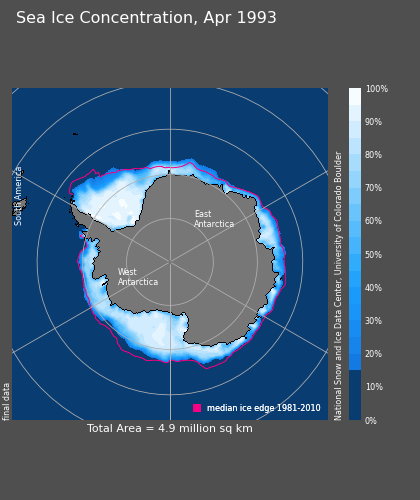 Sea Ice Concentration, Apr 1993
South America
East
Antarctica
West
Antarctica
final data
median ice edge 1981-2010
Total Area = 4.9 million sq km
100%
90%
80%
70%
60%
50%
40%
30%
20%
10%
0%
National Snow and Ice Data Center, University of Colorado Boulder